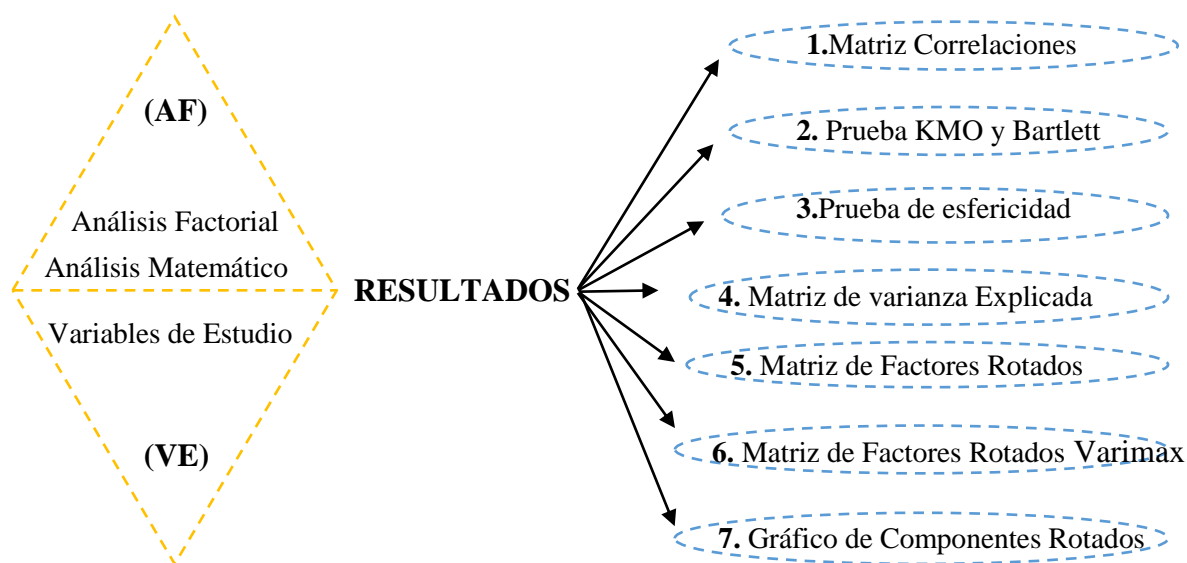 (AF)
Análisis Factorial
Análisis Matemático
Variables de Estudio
(VE)
RESULTADOS
1.Matriz Correlaciones
2. Prueba KMO y Bartlett
3.Prueba de esfericidad
4. Matriz de varianza Explicada
5. Matriz de Factores Rotados
6. Matriz de Factores Rotados Varimax
7. Gráfico de Componentes Rotados